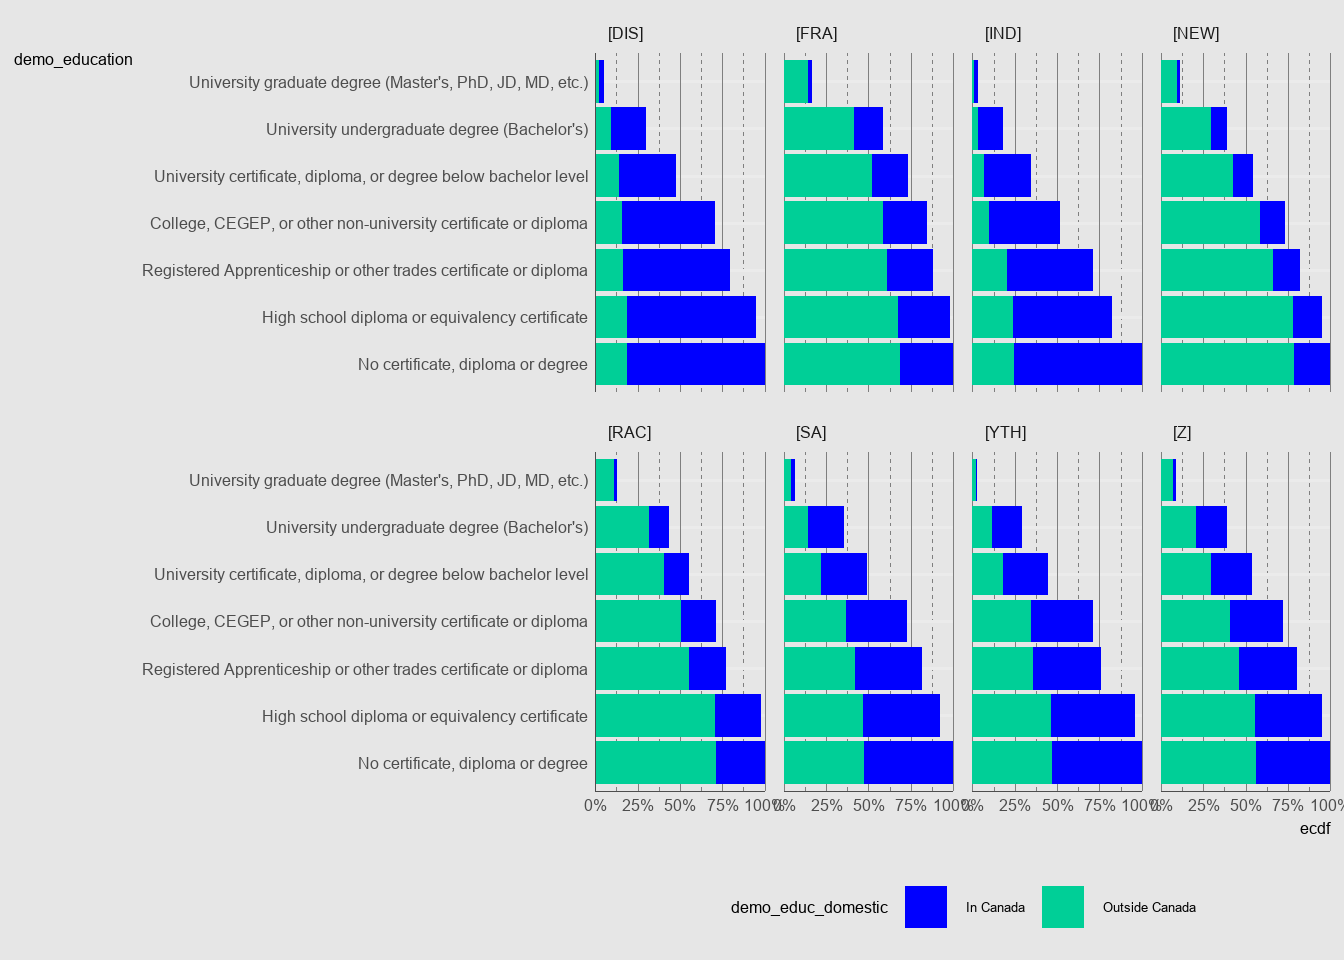 [DIS] [FRA] [IND] [NEW]
demo_education
University graduate degree (Master's, PhD, JD, MD, etc.)
University undergraduate degree (Bachelor's)
University certificate, diploma, or degree below bachelor level
College, CEGEP, or other non-university certificate or diploma
Registered Apprenticeship or other trades certificate or diploma
High school diploma or equivalency certificate
No certificate, diploma or degree
[RAC] [SA] [YTH] [Z]
University graduate degree (Master's, PhD, JD, MD, etc.)
University undergraduate degree (Bachelor's)
University certificate, diploma, or degree below bachelor level
College, CEGEP, or other non-university certificate or diploma
Registered Apprenticeship or other trades certificate or diploma
High school diploma or equivalency certificate
No certificate, diploma or degree
0% 25% 50% 75% 100% 0% 25% 50% 75% 100% 0% 25% 50% 75% 100% 0% 25% 50% 75% 100%
ecdf
demo_educ_domestic In Canada Outside Canada